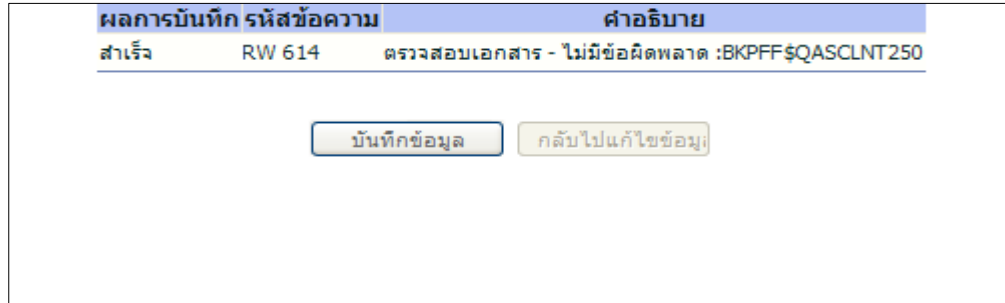 ผลการบันทึก รหัสข้อความ คำอธิบาย
สำเร็จ RW 614 ตรวจสอบเอกสาร - ไม่มีข้อผิดพลาด :BKPFF$QASCLNT250
บันทึกข้อมูล กลับไปแก้ไขข้อมูล